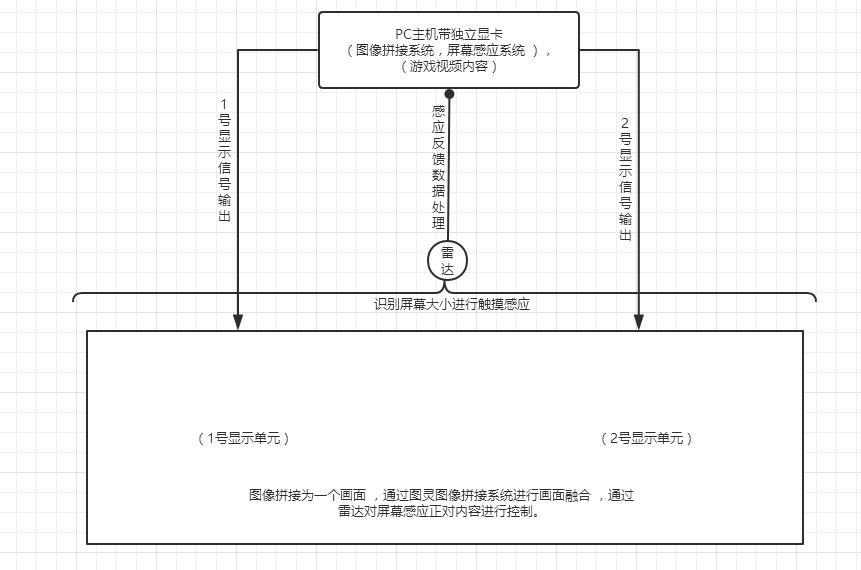 PC主机带独立显卡
（图像拼接系统，屏幕感应系统 ），
（游戏视频内容）
1号显示信号输出
感应反馈数据处理
2号显示信号输出
雷达
识别屏幕大小进行触摸感应
（1号显示单元）
（2号显示单元）
图像拼接为一个画面 ，通过图灵图像拼接系统进行画面融合 ，通过
雷达对屏幕感应正对内容进行控制。